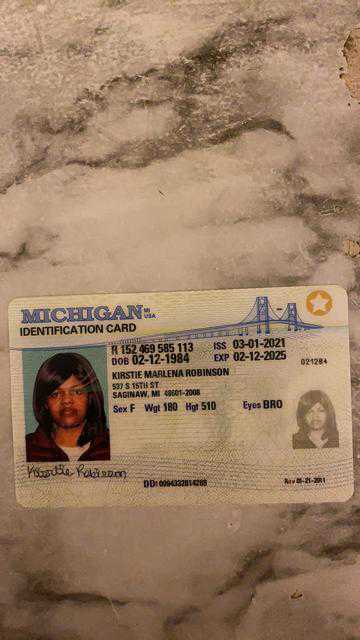 MICHIGAN MI USA
IDENTIFICATION CARD
R 152 469 585 113 ISS 03-01-2021
DOB 02-12-1984 EXP 02-12-2025
021284
KIRSTIE MARLENA ROBINSON
537 S 15TH ST
SAGINAW, MI 48601-2008
Sex F Wgt 180 Hgt 510 Eyes BRO
Kirstie Robinson
DD: 0094332814288 Rev 01-21-2011